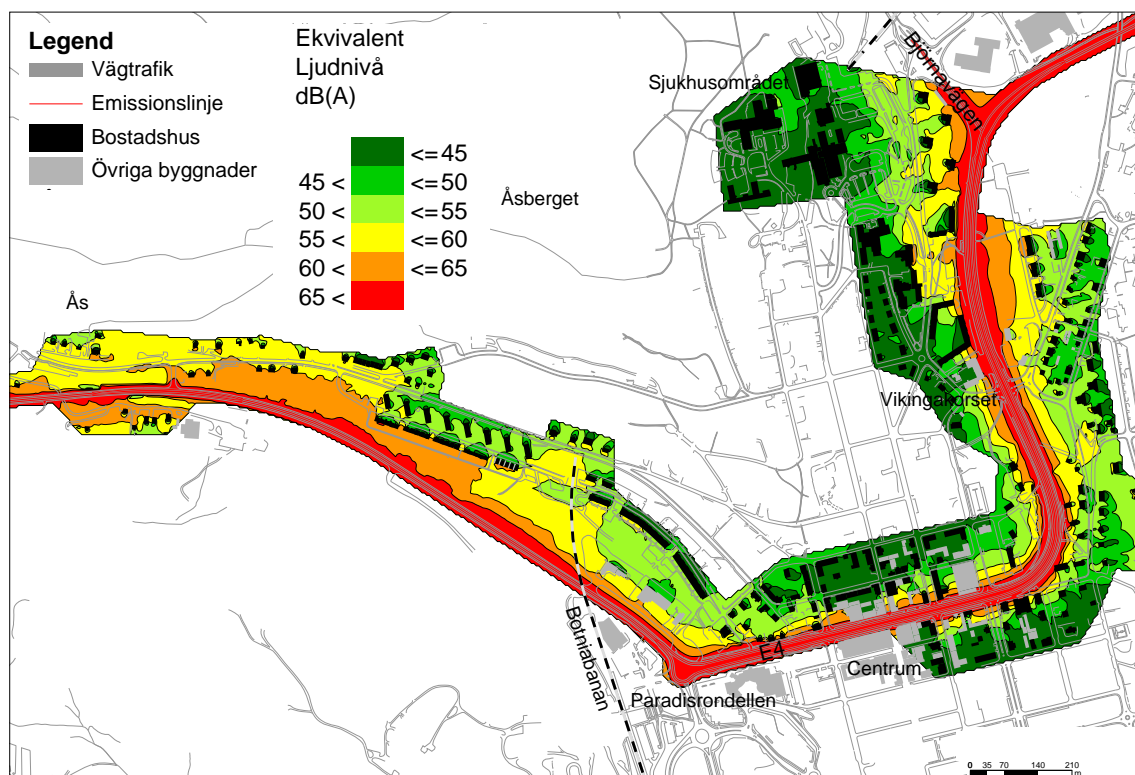 Legend
Vägtrafik
Emissionslinje
Bostadshus
Övriga byggnader
Ekvivalent
Ljudnivå
dB(A)
<=45
45 < <=50
50 < <=55
55 < <=60
60 < <=65
65 <
Sjukhusområdet
Björnavägen
Åsberget
Ås
Vikingakorset
Botniabanan
E4
Centrum
Paradisrondellen
0 35 70 140 210
m